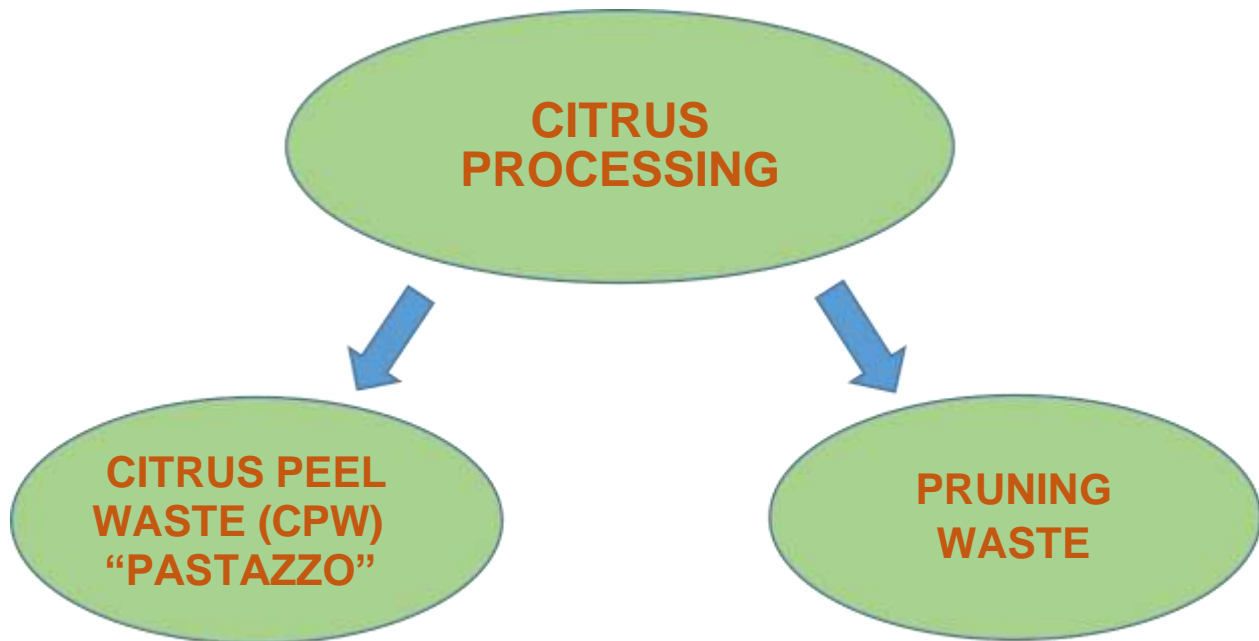 CITRUS
PROCESSING
CITRUS PEEL
WASTE (CPW)
“PASTAZZO”
PRUNING
WASTE